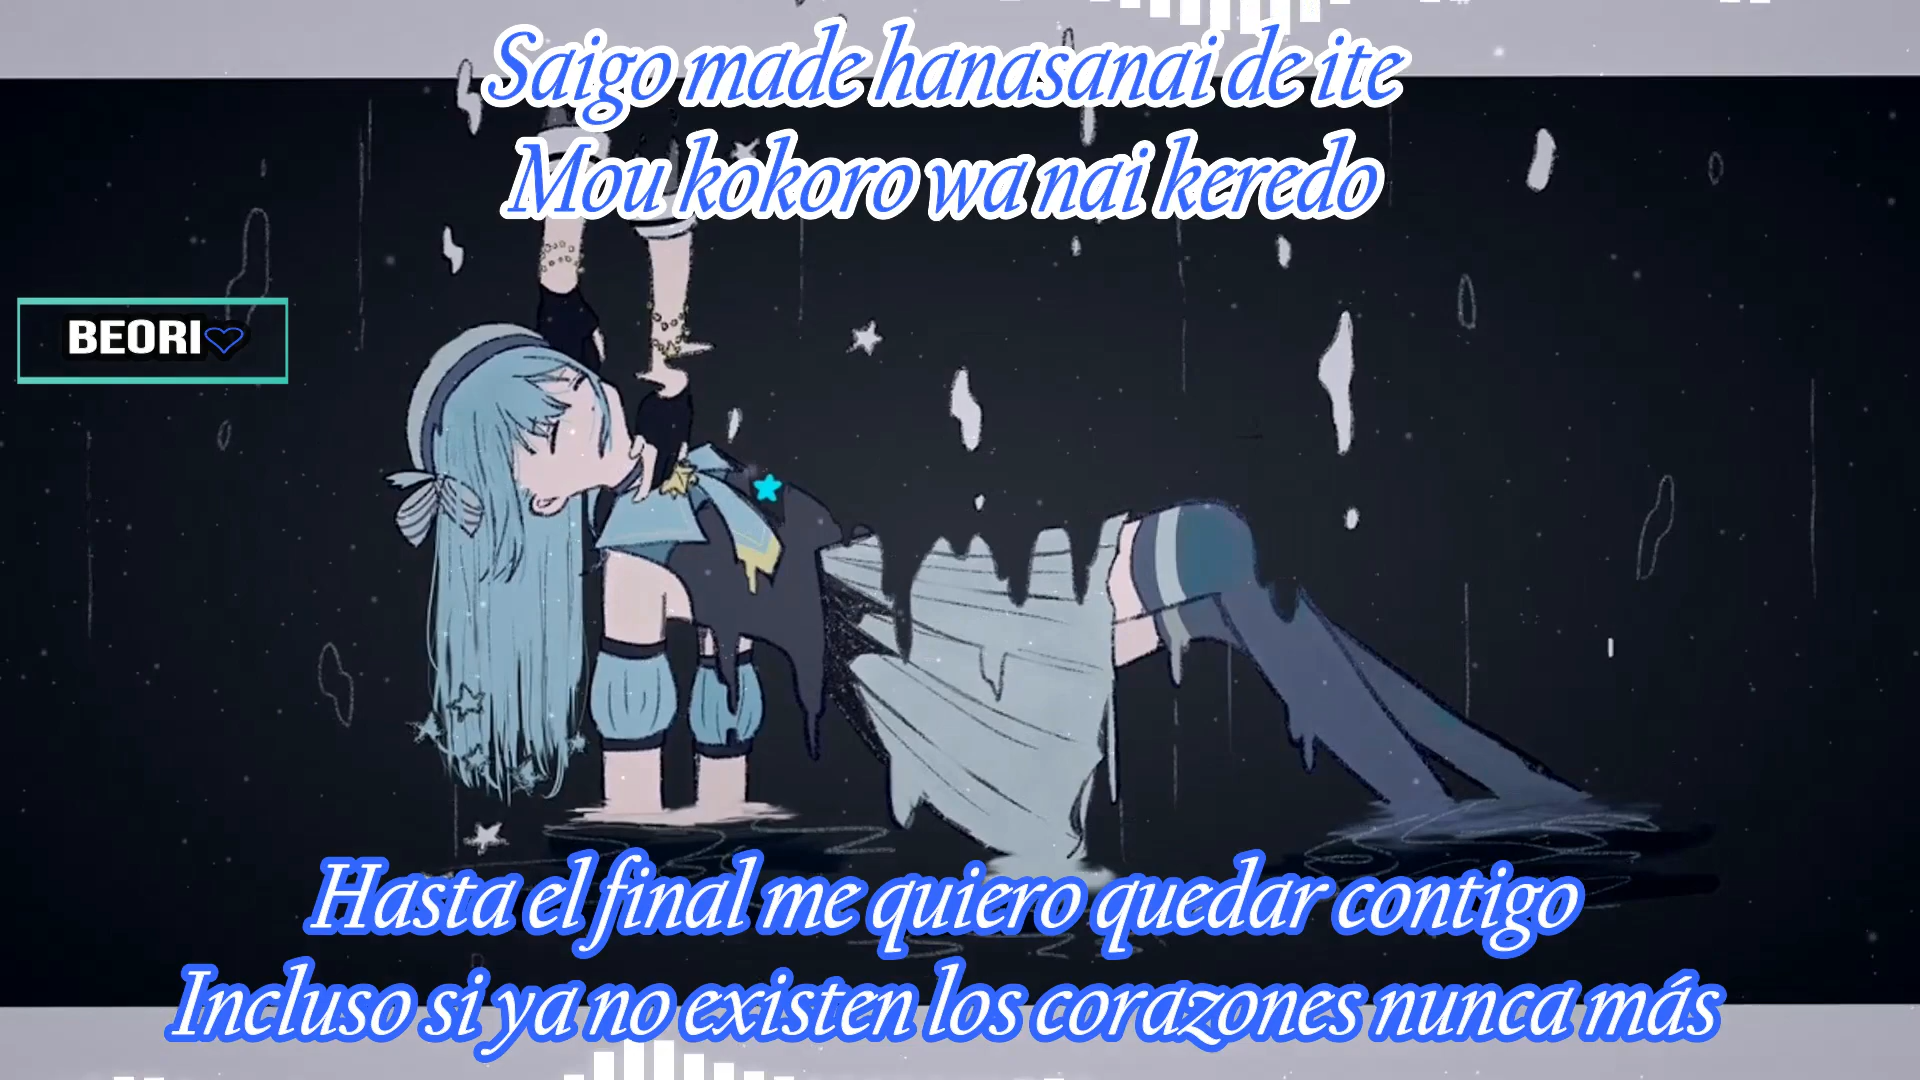 Saigo made hanasanai de ite
Mou kokoro wa nai keredo
BEORI
Hasta el final me quiero quedar contigo
Incluso si ya no existen los corazones nunca más